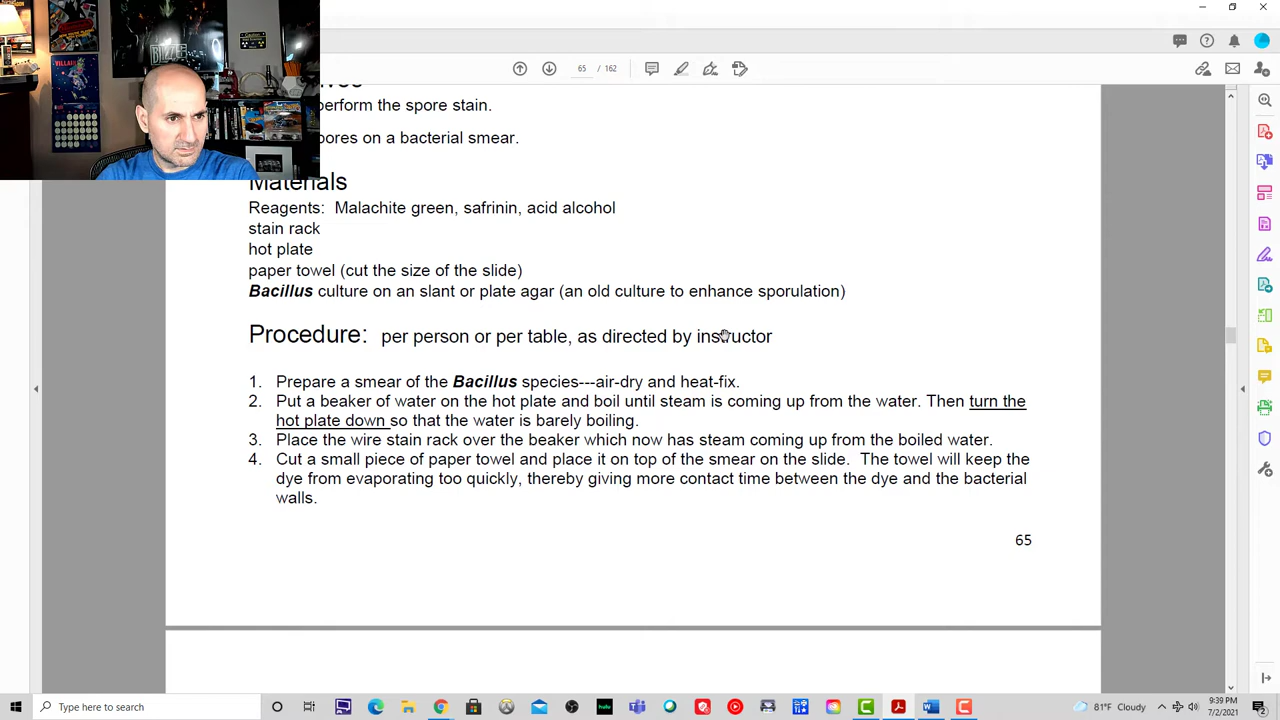 BLIZZ
VILLAIN
65 / 162
perform the spore stain.
pores on a bacterial smear.
Materials
Reagents: Malachite green, safrinin, acid alcohol
stain rack
hot plate
paper towel (cut the size of the slide)
Bacillus culture on an slant or plate agar (an old culture to enhance sporulation)
Procedure: per person or per table, as directed by instructor
1. Prepare a smear of the Bacillus species---air-dry and heat-fix.
2. Put a beaker of water on the hot plate and boil until steam is coming up from the water. Then turn the
hot plate down so that the water is barely boiling.
3. Place the wire stain rack over the beaker which now has steam coming up from the boiled water.
4. Cut a small piece of paper towel and place it on top of the smear on the slide. The towel will keep the
dye from evaporating too quickly, thereby giving more contact time between the dye and the bacterial
walls.
65
Type here to search
hulu
81°F Cloudy
9:39 PM
7/2/2021
2